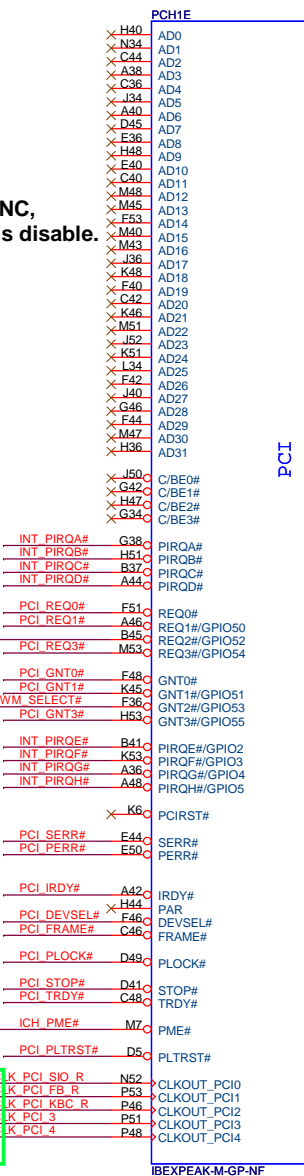 PCH1E
H40 AD0
N34 AD1
C44 AD2
A38 AD3
C36 AD4
J34 AD5
A40 AD6
D45 AD7
E36 AD8
H48 AD9
E40 AD10
C40 AD11
M48 AD12
M45 AD13
F53 AD14
M40 AD15
M43 AD16
J36 AD17
K48 AD18
F40 AD19
C42 AD20
K46 AD21
M51 AD22
J52 AD23
K51 AD24
L34 AD25
F42 AD26
J40 AD27
G46 AD28
F44 AD29
M47 AD30
H36 AD31
NC,
s disable.
PCI
J50 C/BE0#
G42 C/BE1#
H47 C/BE2#
G34 C/BE3#
INT_PIRQA# G38 PIRQA#
INT_PIRQB# H51 PIRQB#
INT_PIRQC# B37 PIRQC#
INT_PIRQD# A44 PIRQD#
PCI_REQ0# F51 REQ0#
PCI_REQ1# A46 REQ1#/GPIO50
B45 REQ2#/GPIO52
PCI_REQ3# M53 REQ3#/GPIO54
PCI_GNT0# F48 GNT0#
PCI_GNT1# K45 GNT1#/GPIO51
WM_SELECT# F36 GNT2#/GPIO53
PCI_GNT3# H53 GNT3#/GPIO55
INT_PIRQE# B41 PIRQE#/GPIO2
INT_PIRQF# K53 PIRQF#/GPIO3
INT_PIRQG# A36 PIRQG#/GPIO4
INT_PIRQH# A48 PIRQH#/GPIO5
K6 PCIRST#
PCI_SERR# E44 SERR#
PCI_PERR# E50 PERR#
PCI_IRDY# A42 IRDY#
H44 PAR
PCI_DEVSEL# F46 DEVSEL#
PCI_FRAME# C46 FRAME#
PCI_PLOCK# D49 PLOCK#
PCI_STOP# D41 STOP#
PCI_TRDY# C48 TRDY#
ICH_PME# M7 PME#
PCI_PLTRST# D5 PLTRST#
LK_PCI_SIO_R N52 CLKOUT_PCI0
LK_PCI_FB_R P53 CLKOUT_PCI1
LK_PCI_KBC_R P46 CLKOUT_PCI2
LK_PCI_3 P51 CLKOUT_PCI3
LK_PCI_4 P48 CLKOUT_PCI4
IBEXPEAK-M-GP-NF